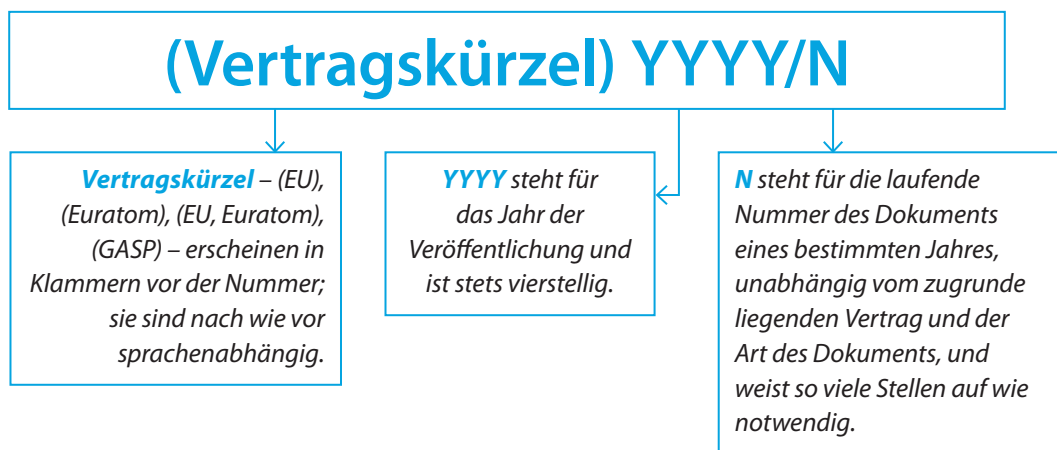 (Vertragskürzel) YYYY/N
Vertragskürzel – (EU),
(Euratom), (EU, Euratom),
(GASP) – erscheinen in
Klammern vor der Nummer;
sie sind nach wie vor
sprachenabhängig.
YYYY steht für
das Jahr der
Veröffentlichung und
ist stets vierstellig.
N steht für die laufende
Nummer des Dokuments
eines bestimmten Jahres,
unabhängig vom zugrunde
liegenden Vertrag und der
Art des Dokuments, und
weist so viele Stellen auf wie
notwendig.